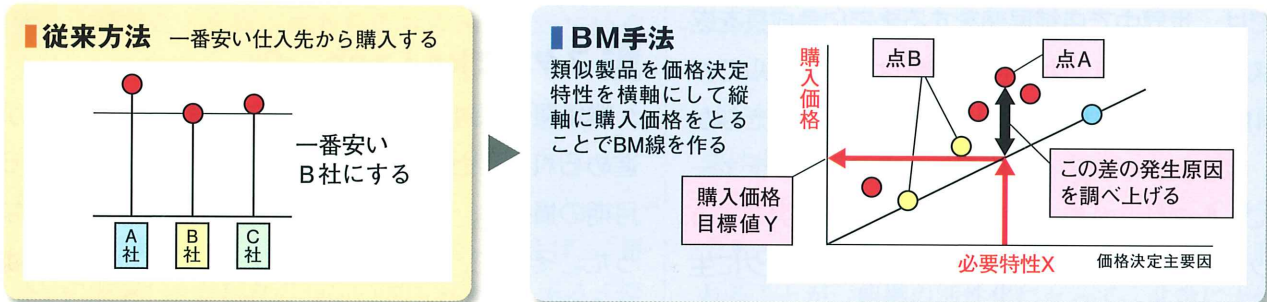 従来方法 一番安い仕入先から購入する
一番安い
B社にする
A社
B社
C社
BM手法
類似製品を価格決定
特性を横軸にして縦
軸に購入価格をとる
ことでBM線を作る
購入価格
点B
点A
この差の発生原因
を調べ上げる
購入価格
目標値Y
必要特性X
価格決定主要因